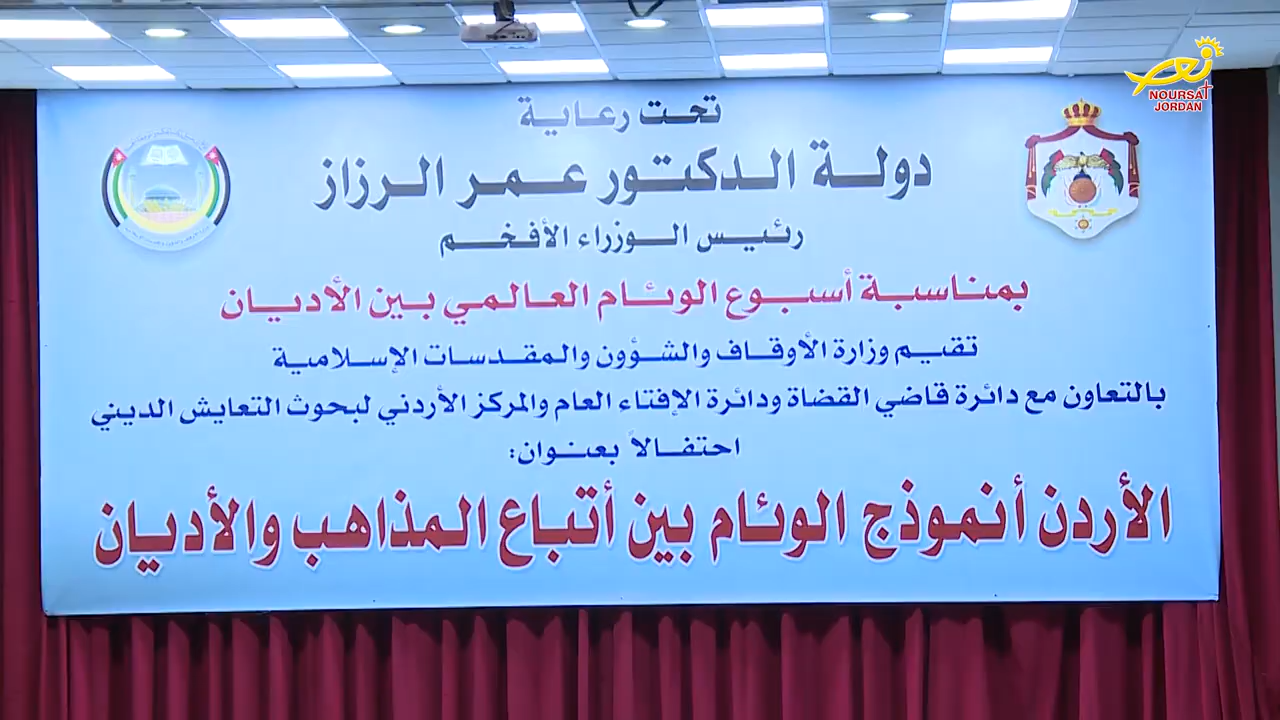 تحت رعاية
دولة الدكتور عمر الرزاز
رئيس الوزراء الأفخم
بمناسبة أسبوع الوئام العالمي بين الأديان
تقيم وزارة الأوقاف والشؤون والمقدسات الإسلامية
بالتعاون مع دائرة قاضي القضاة ودائرة الإفتاء العام والمركز الأردني لبحوث التعايش الديني
احتفالاً بعنوان:
الأردن أنموذج الوئام بين أتباع المذاهب والأديان
NOURSAT
JORDAN